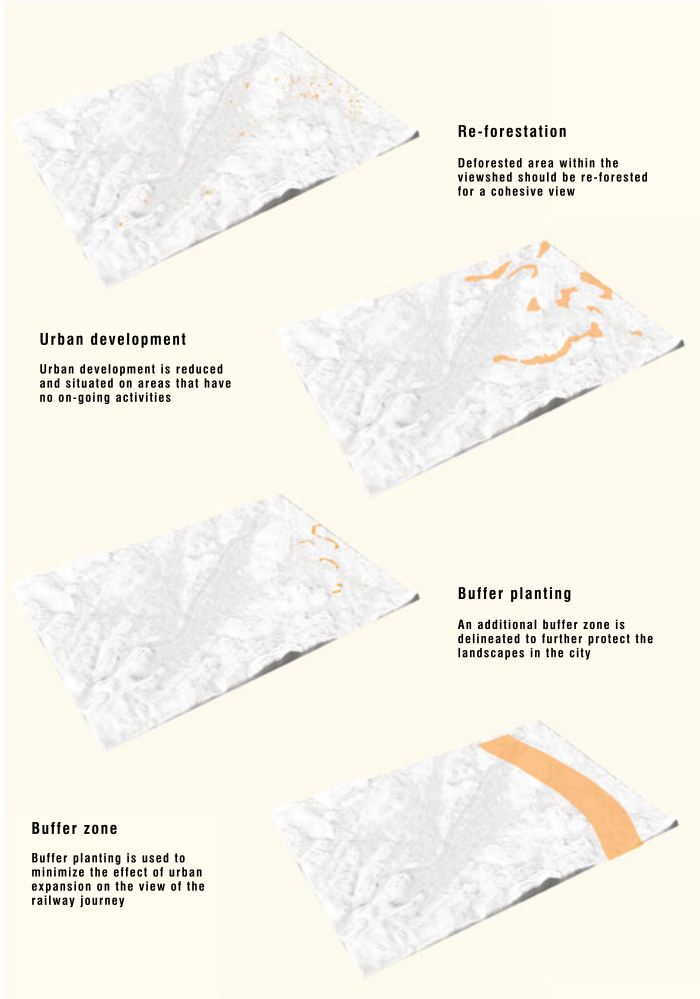 Re-forestation
Deforested area within the
viewshed should be re-forested
for a cohesive view
Urban development
Urban development is reduced
and situated on areas that have
no on-going activities
Buffer planting
An additional buffer zone is
delineated to further protect the
landscapes in the city
Buffer zone
Buffer planting is used to
minimize the effect of urban
expansion on the view of the
railway journey